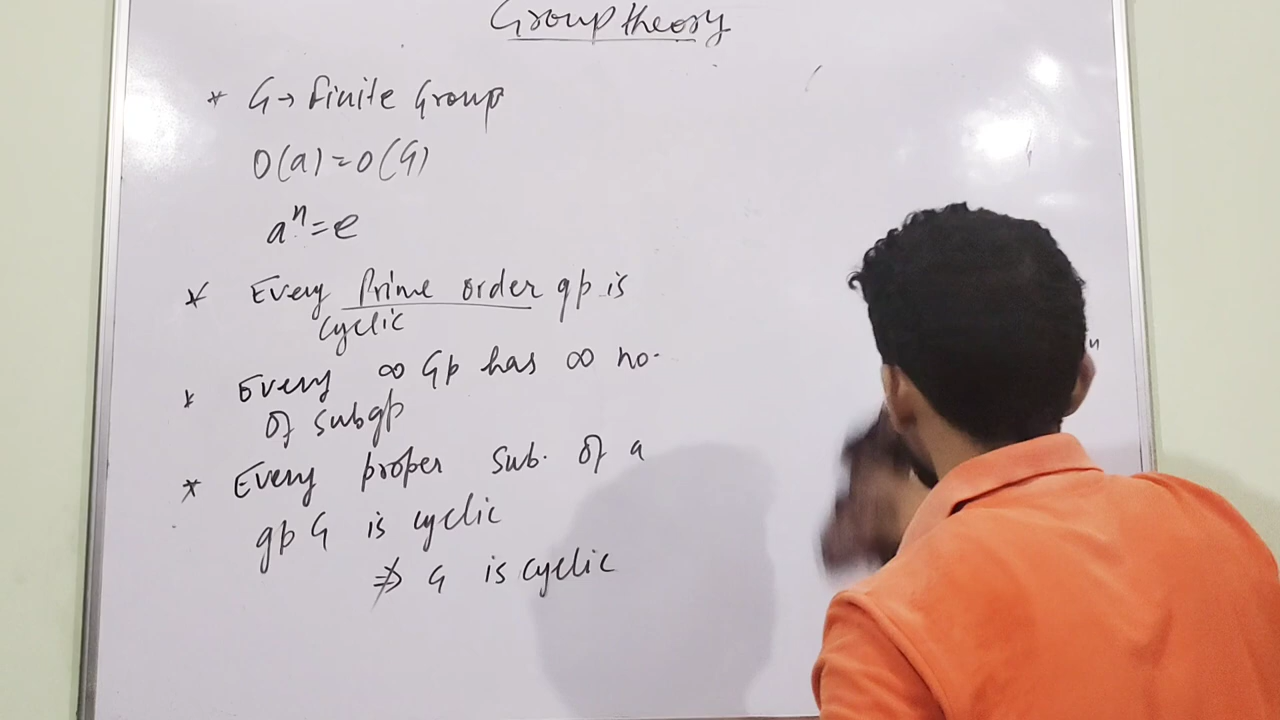 Group theory
* G → finite Group
O(a) = O(G)
aⁿ = e
* Every Prime order gp is
cyclic
* Every ∞ Gp has ∞ no.
of subgp
* Every proper sub. of a
gp G is cyclic
⇏ G is cyclic
n